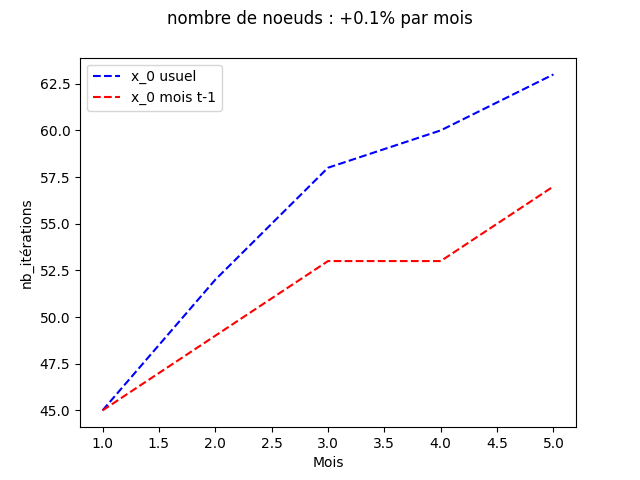 nombre de noeuds : +0.1% par mois
x_0 usuel
x_0 mois t-1
62.5
60.0
57.5
55.0
52.5
50.0
47.5
45.0
nb_itérations
1.0 1.5 2.0 2.5 3.0 3.5 4.0 4.5 5.0
Mois